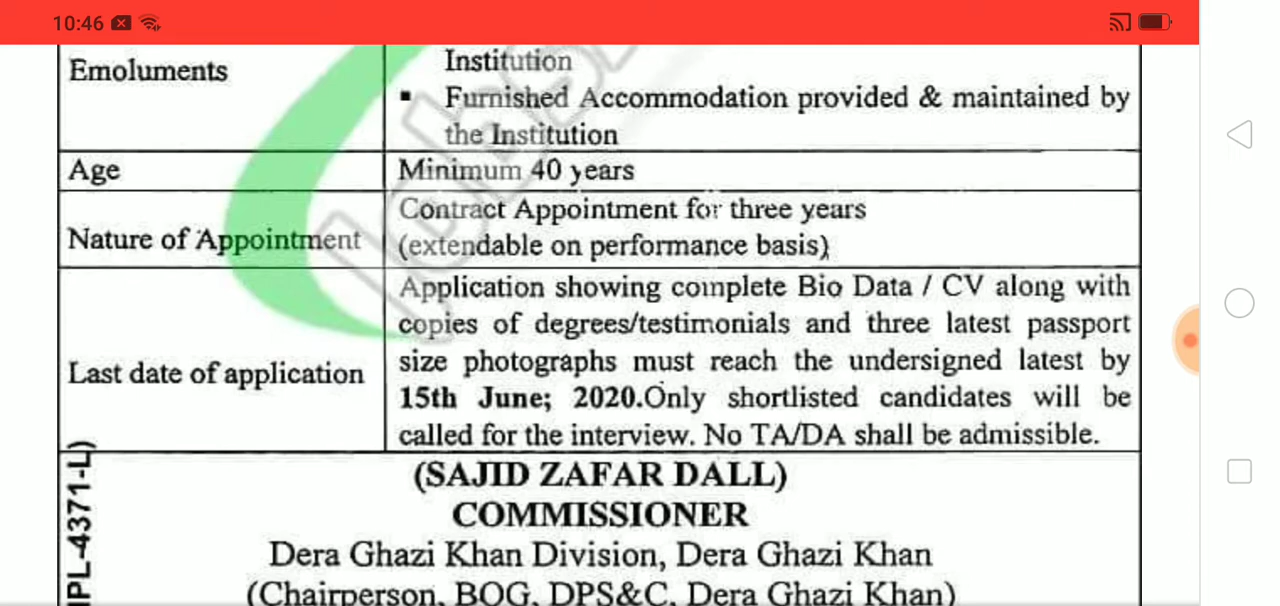 10:46
Emoluments
Institution
▪ Furnished Accommodation provided & maintained by
the Institution
Age
Minimum 40 years
Nature of Appointment
Contract Appointment for three years
(extendable on performance basis)
Last date of application
Application showing complete Bio Data / CV along with
copies of degrees/testimonials and three latest passport
size photographs must reach the undersigned latest by
15th June; 2020.Only shortlisted candidates will be
called for the interview. No TA/DA shall be admissible.
IPL-4371-L)
(SAJID ZAFAR DALL)
COMMISSIONER
Dera Ghazi Khan Division, Dera Ghazi Khan
(Chairperson, BOG, DPS&C, Dera Ghazi Khan)